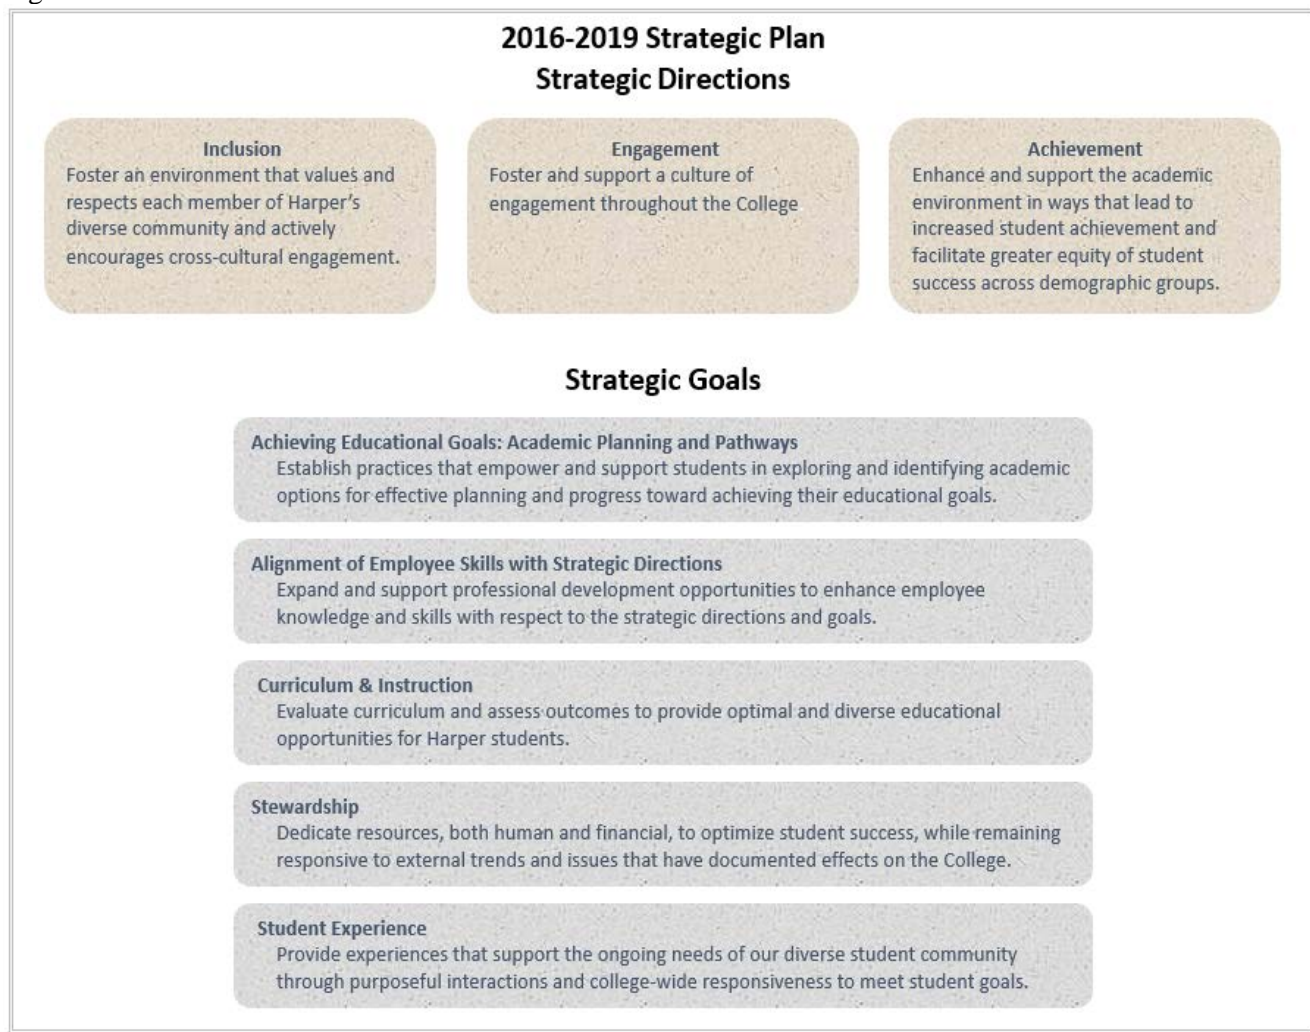 2016-2019 Strategic Plan
Strategic Directions
Inclusion
Foster an environment that values and
respects each member of Harper's
diverse community and actively
encourages cross-cultural engagement.
Engagement
Foster and support a culture of
engagement throughout the College
Achievement
Enhance and support the academic
environment in ways that lead to
increased student achievement and
facilitate greater equity of student
success across demographic groups.
Strategic Goals
Achieving Educational Goals: Academic Planning and Pathways
Establish practices that empower and support students in exploring and identifying academic
options for effective planning and progress toward achieving their educational goals.
Alignment of Employee Skills with Strategic Directions
Expand and support professional development opportunities to enhance employee
knowledge and skills with respect to the strategic directions and goals.
Curriculum & Instruction
Evaluate curriculum and assess outcomes to provide optimal and diverse educational
opportunities for Harper students.
Stewardship
Dedicate resources, both human and financial, to optimize student success, while remaining
responsive to external trends and issues that have documented effects on the College.
Student Experience
Provide experiences that support the ongoing needs of our diverse student community
through purposeful interactions and college-wide responsiveness to meet student goals.